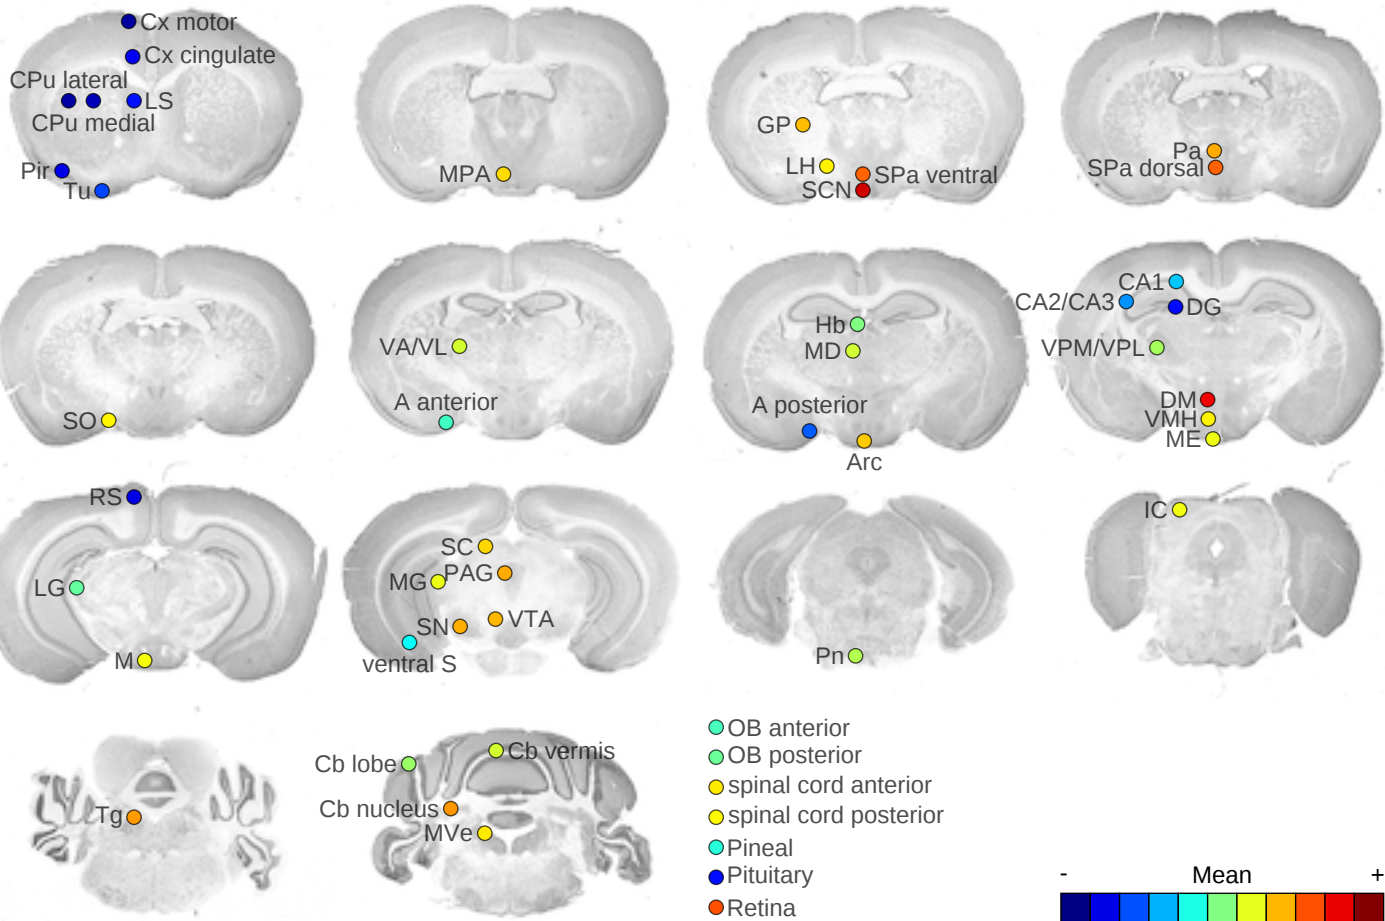 Cx motor
Cx cingulate
CPu lateral
LS
CPu medial
Pir
Tu
MPA
GP
LH
SPa ventral
SCN
Pa
SPa dorsal
SO
VA/VL
A anterior
Hb
MD
A posterior
Arc
CA1
CA2/CA3
DG
VPM/VPL
DM
VMH
ME
RS
LG
M
SC
MG
PAG
SN
VTA
ventral S
Pn
IC
Tg
Cb lobe
Cb vermis
Cb nucleus
MVe
OB anterior
OB posterior
spinal cord anterior
spinal cord posterior
Pineal
Pituitary
Retina
- Mean +